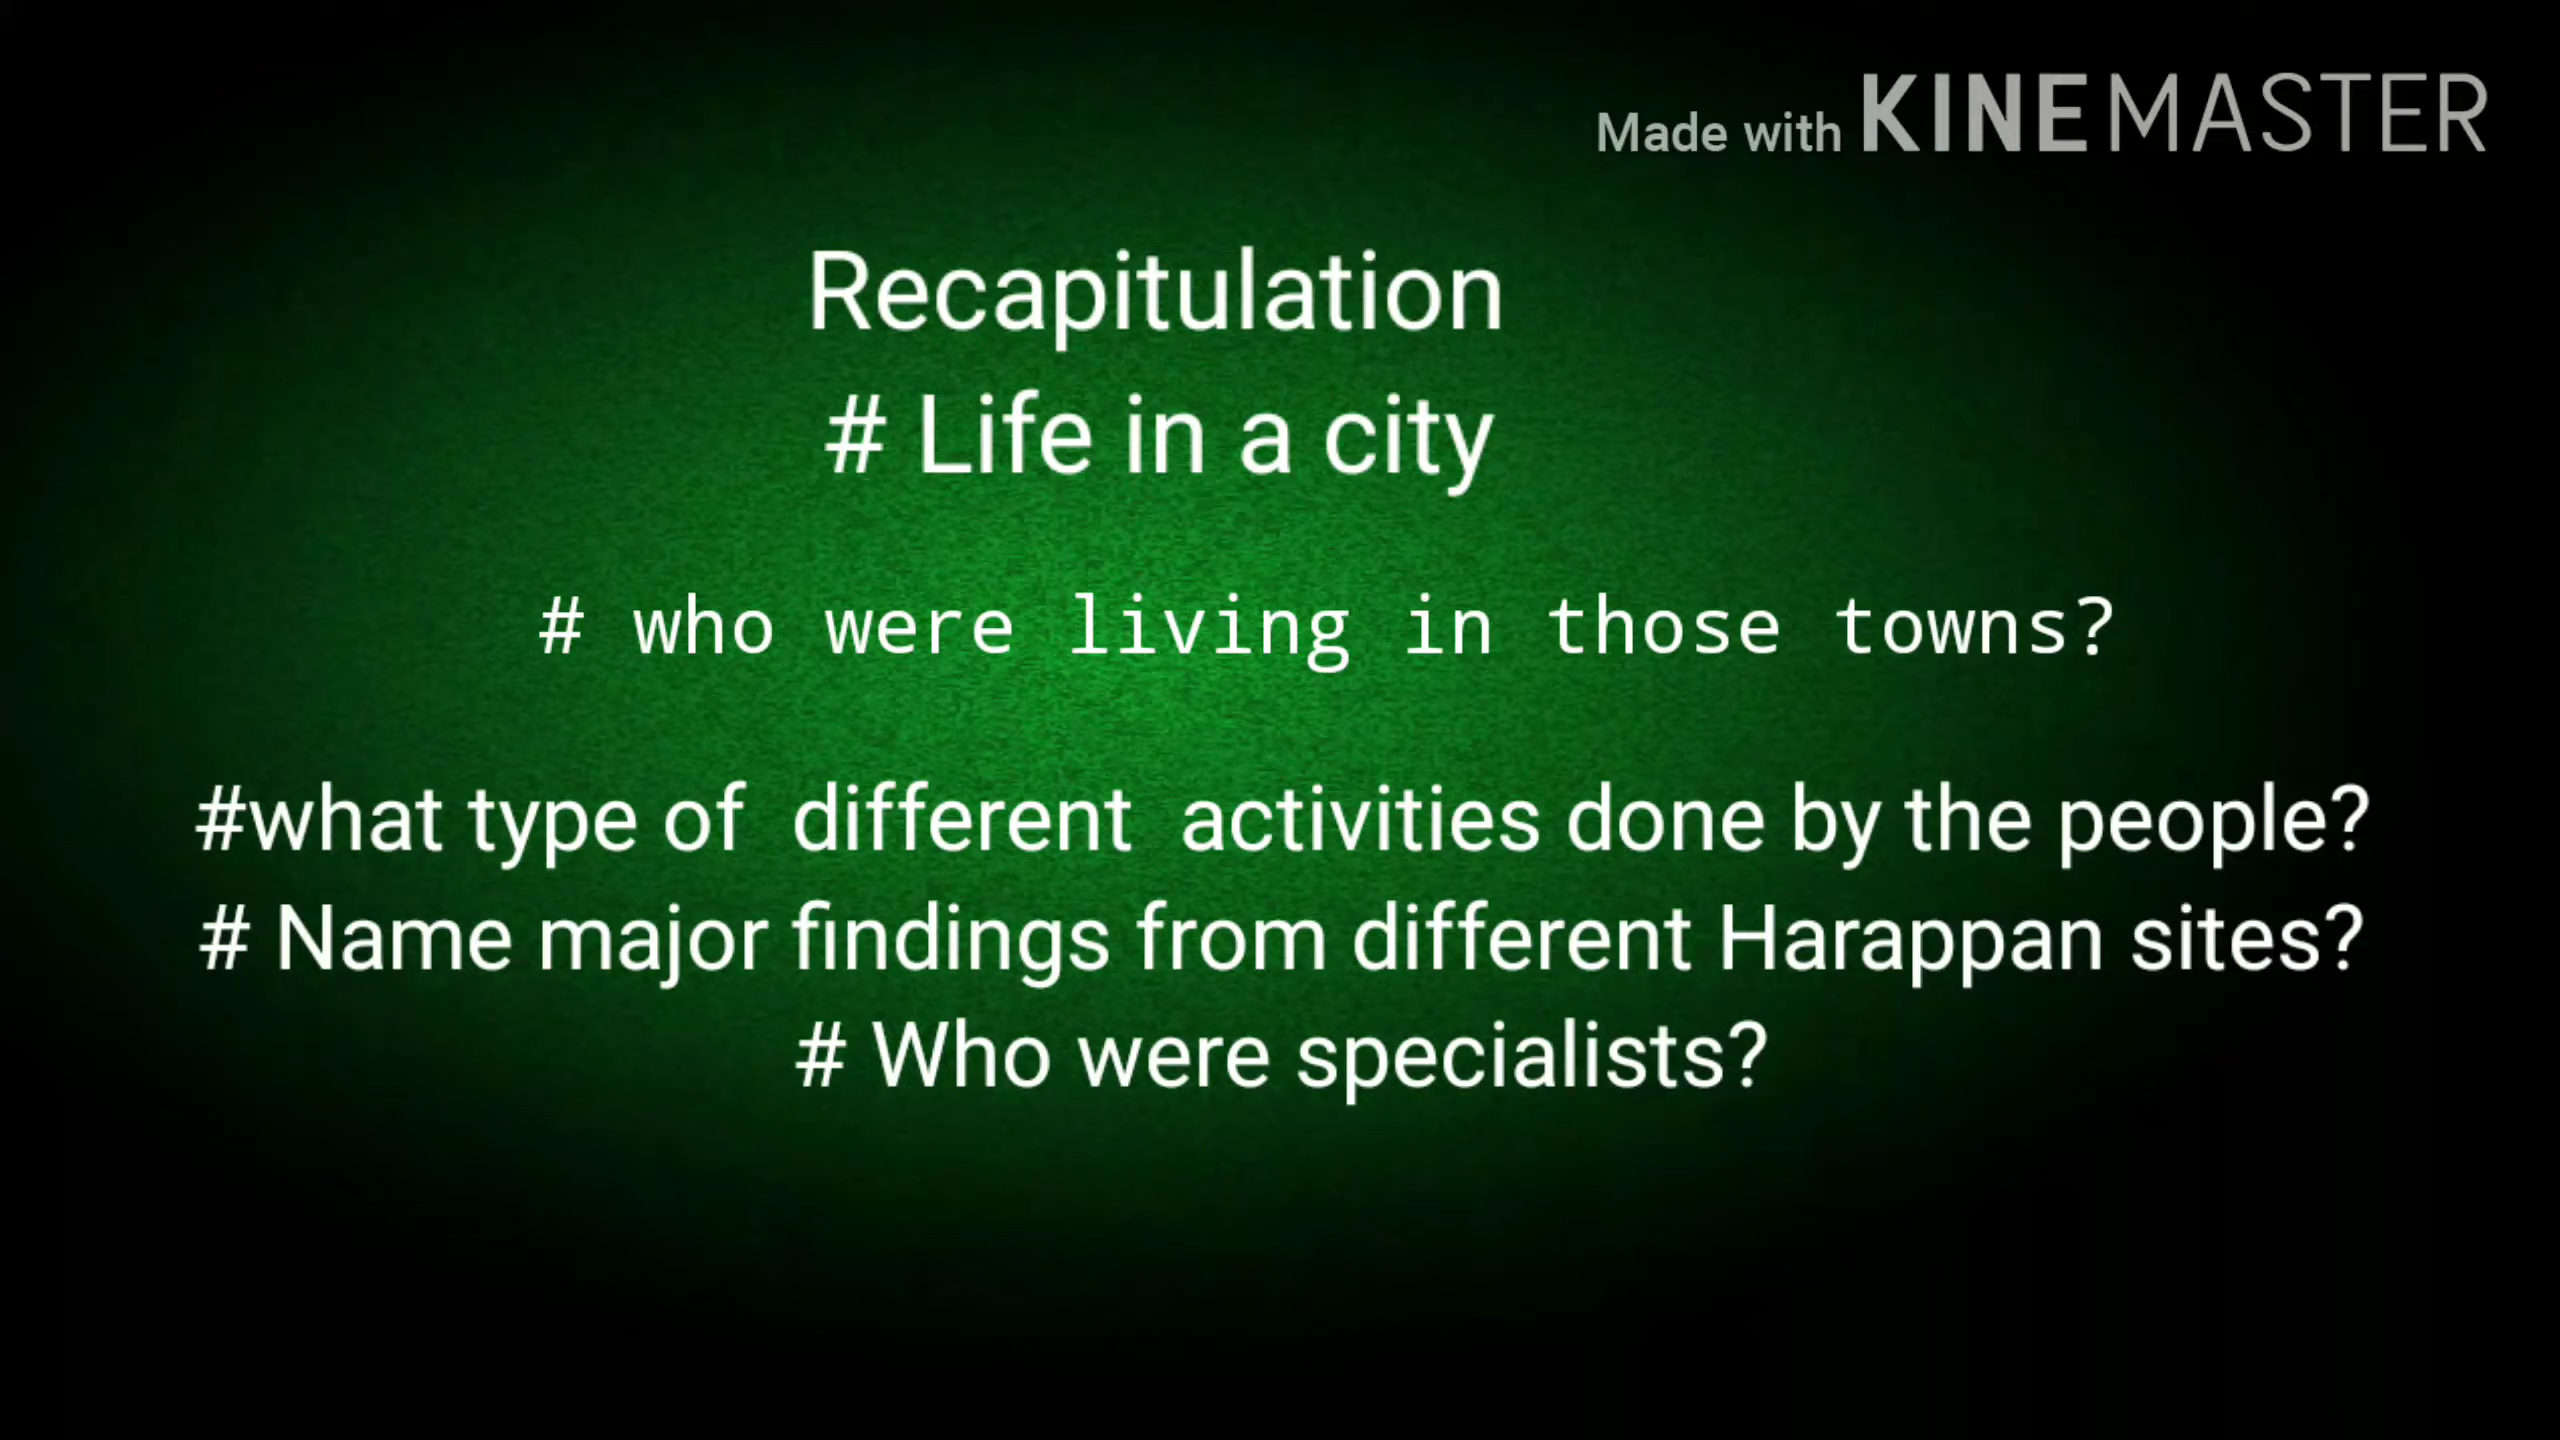 Made with KINEMASTER
Recapitulation
# Life in a city
# who were living in those towns?
#what type of different activities done by the people?
# Name major findings from different Harappan sites?
# Who were specialists?